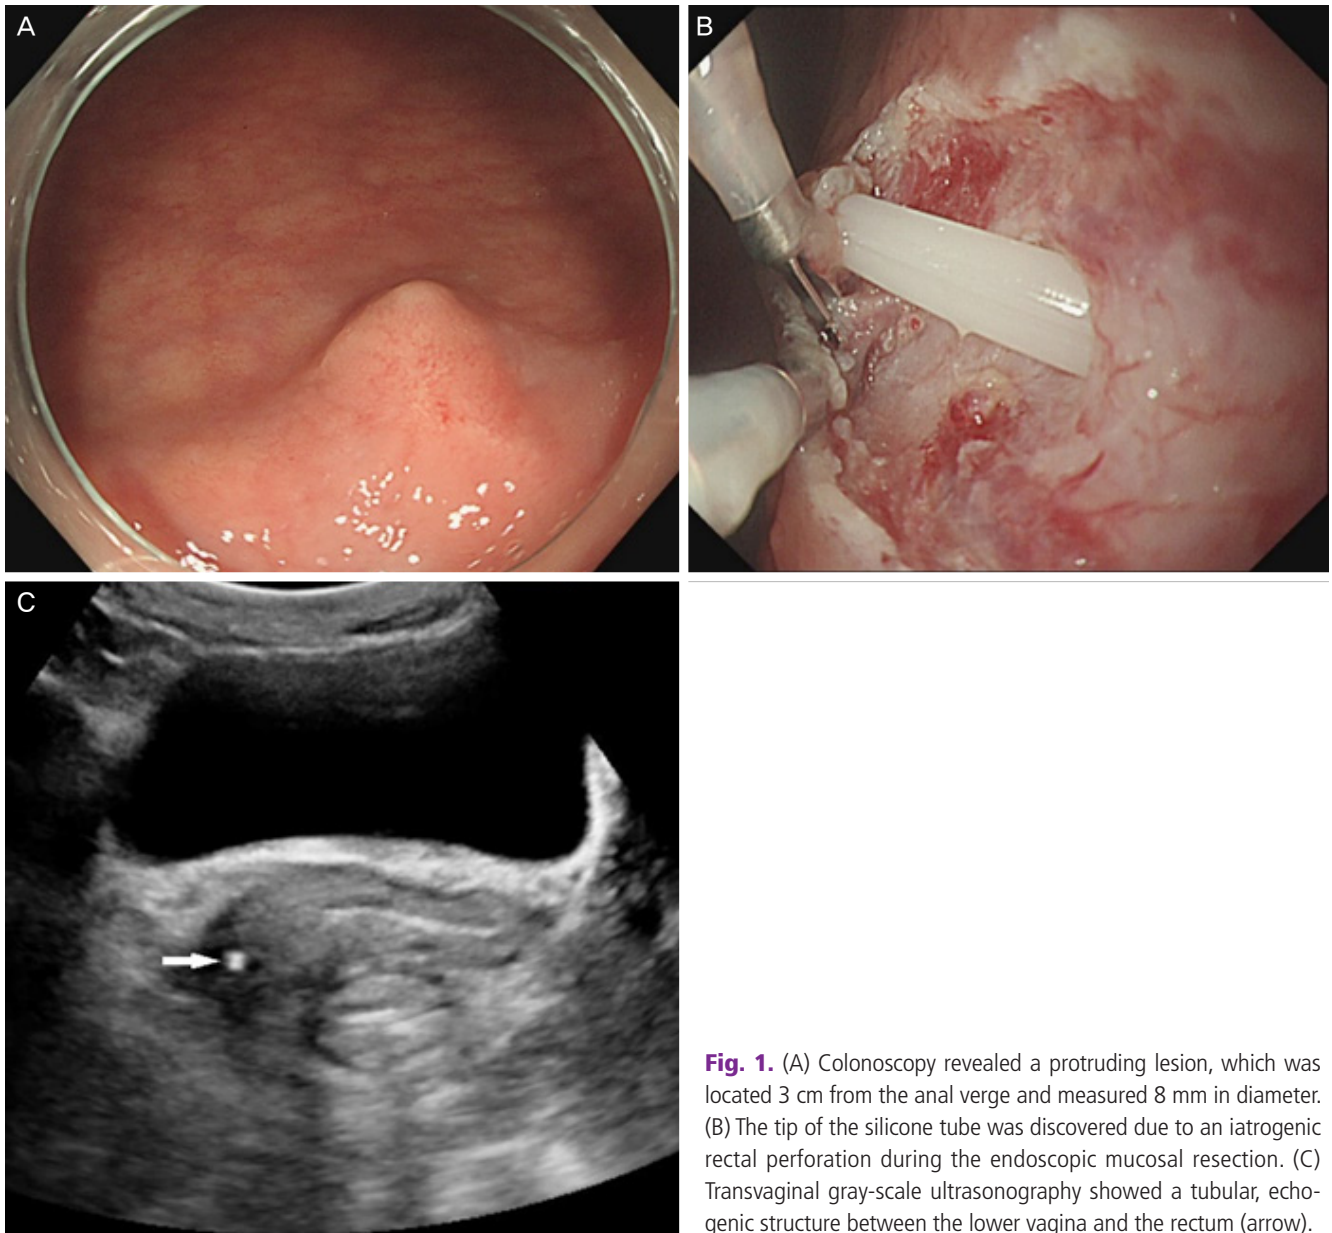 A
B
C
Fig. 1. (A) Colonoscopy revealed a protruding lesion, which was
located 3 cm from the anal verge and measured 8 mm in diameter.
(B) The tip of the silicone tube was discovered due to an iatrogenic
rectal perforation during the endoscopic mucosal resection. (C)
Transvaginal gray-scale ultrasonography showed a tubular, echo-
genic structure between the lower vagina and the rectum (arrow).